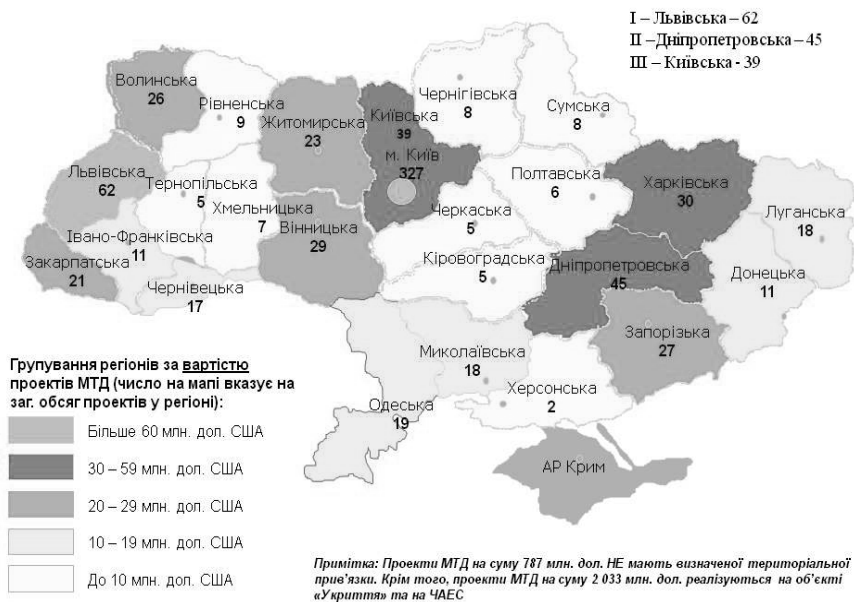 I – Львівська – 62
II –Дніпропетровська – 45
III – Київська - 39
Волинська
26
Рівненська
9
Житомирська
23
Київська
39
м. Київ
327
Чернігівська
8
Сумська
8
Львівська
62
Тернопільська
5
Хмельницька
7
Вінницька
29
Черкаська
5
Полтавська
6
Харківська
30
Луганська
18
Івано-Франківська
11
Закарпатська
21
Чернівецька
17
Кіровоградська
5
Дніпропетровська
45
Донецька
11
Запорізька
27
Миколаївська
18
Херсонська
2
Одеська
19
АР Крим
Групування регіонів за вартістю
проектів МТД (число на мапі вказує на
заг. обсяг проектів у регіоні):
Більше 60 млн. дол. США
30 – 59 млн. дол. США
20 – 29 млн. дол. США
10 – 19 млн. дол. США
До 10 млн. дол. США
Примітка: Проекти МТД на суму 787 млн. дол. НЕ мають визначеної територіальної
прив'язки. Крім того, проекти МТД на суму 2 033 млн. дол. реалізуються на об'єкті
«Укриття» та на ЧАЕС